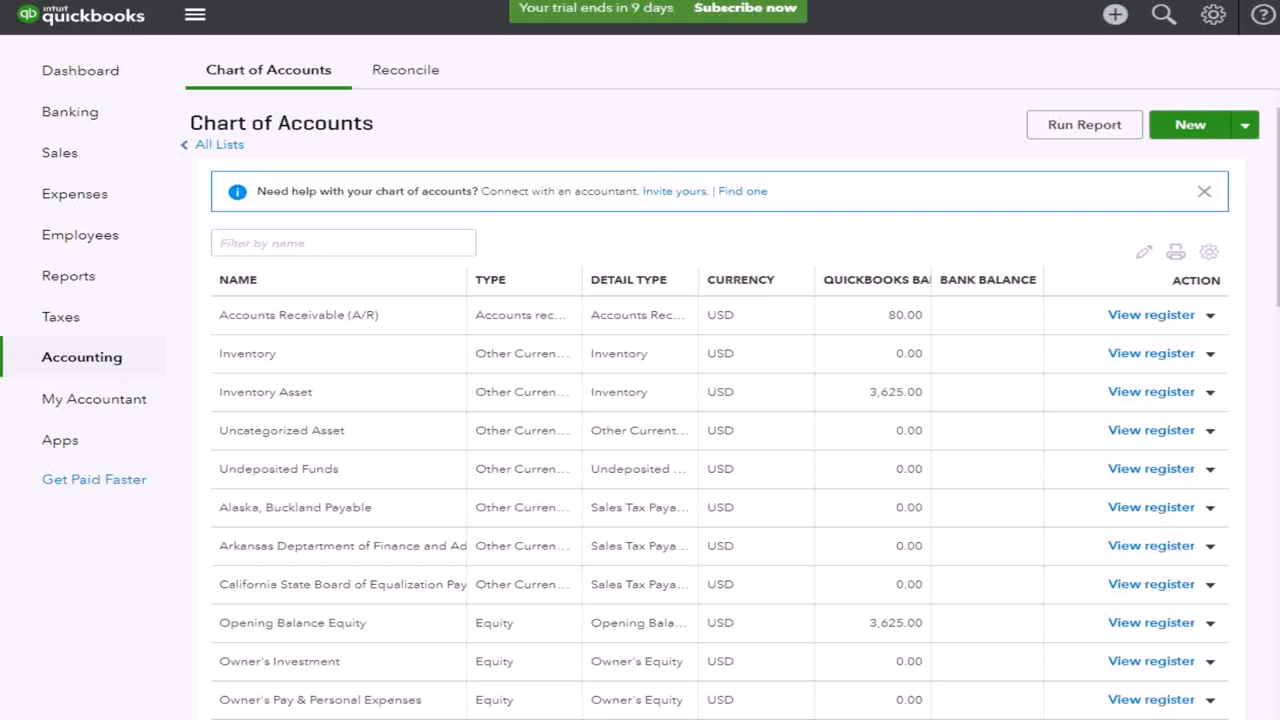 intuit
quickbooks
Your trial ends in 9 days Subscribe now
Dashboard
Banking
Sales
Expenses
Employees
Reports
Taxes
Accounting
My Accountant
Apps
Get Paid Faster
Chart of Accounts Reconcile
Chart of Accounts
All Lists
Run Report New
Need help with your chart of accounts? Connect with an accountant. Invite yours. | Find one
Filter by name
NAME TYPE DETAIL TYPE CURRENCY QUICKBOOKS BA BANK BALANCE ACTION
Accounts Receivable (A/R) Accounts rec... Accounts Rec... USD 80.00 View register
Inventory Other Curren... Inventory USD 0.00 View register
Inventory Asset Other Curren... Inventory USD 3,625.00 View register
Uncategorized Asset Other Curren... Other Current... USD 0.00 View register
Undeposited Funds Other Curren... Undeposited ... USD 0.00 View register
Alaska, Buckland Payable Other Curren... Sales Tax Paya... USD 0.00 View register
Arkansas Deptartment of Finance and Ad Other Curren... Sales Tax Paya... USD 0.00 View register
California State Board of Equalization Pay Other Curren... Sales Tax Paya... USD 0.00 View register
Opening Balance Equity Equity Opening Bala... USD 3,625.00 View register
Owner's Investment Equity Owner's Equity USD 0.00 View register
Owner's Pay & Personal Expenses Equity Owner's Equity USD 0.00 View register